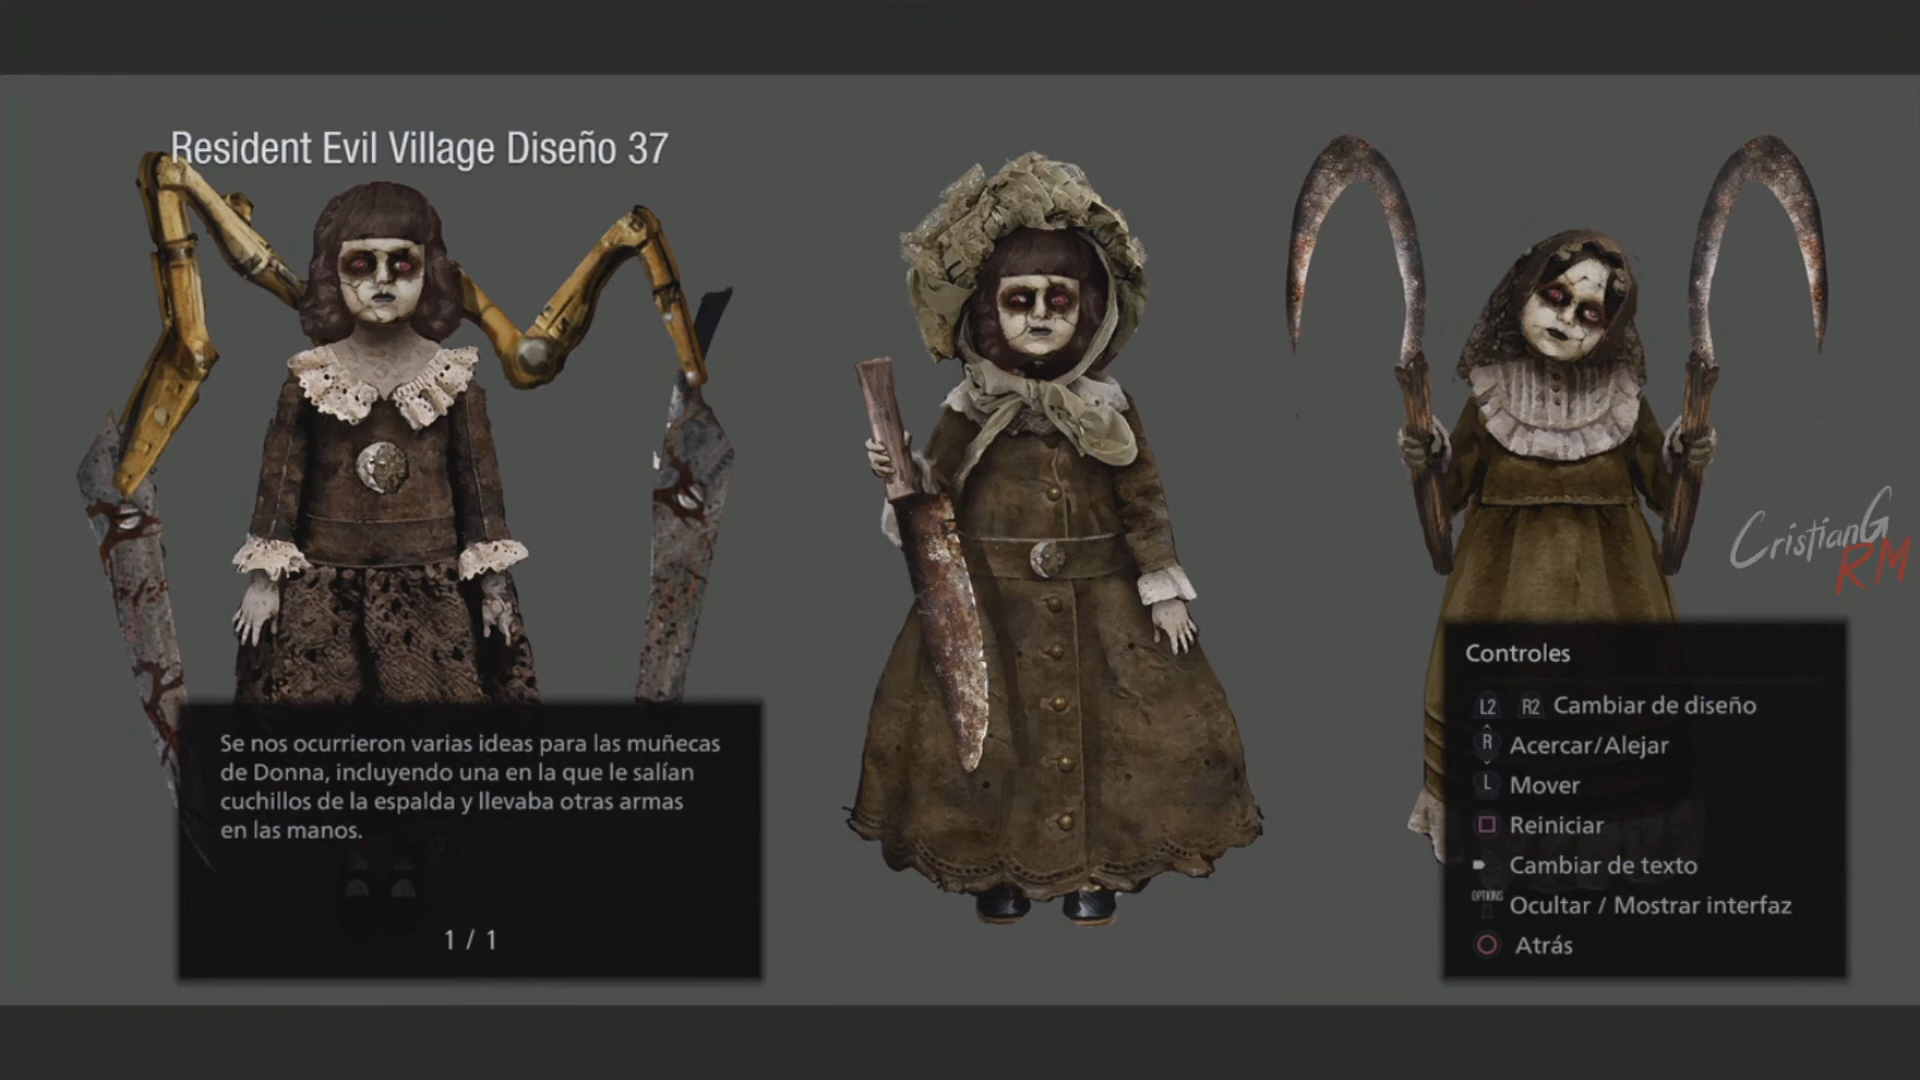 Resident Evil Village Diseño 37
CristianG
RM
Controles
L2 R2 Cambiar de diseño
R Acercar/Alejar
L Mover
Reiniciar
Cambiar de texto
OPTIONS Ocultar / Mostrar interfaz
Atrás
Se nos ocurrieron varias ideas para las muñecas
de Donna, incluyendo una en la que le salían
cuchillos de la espalda y llevaba otras armas
en las manos.
1 / 1